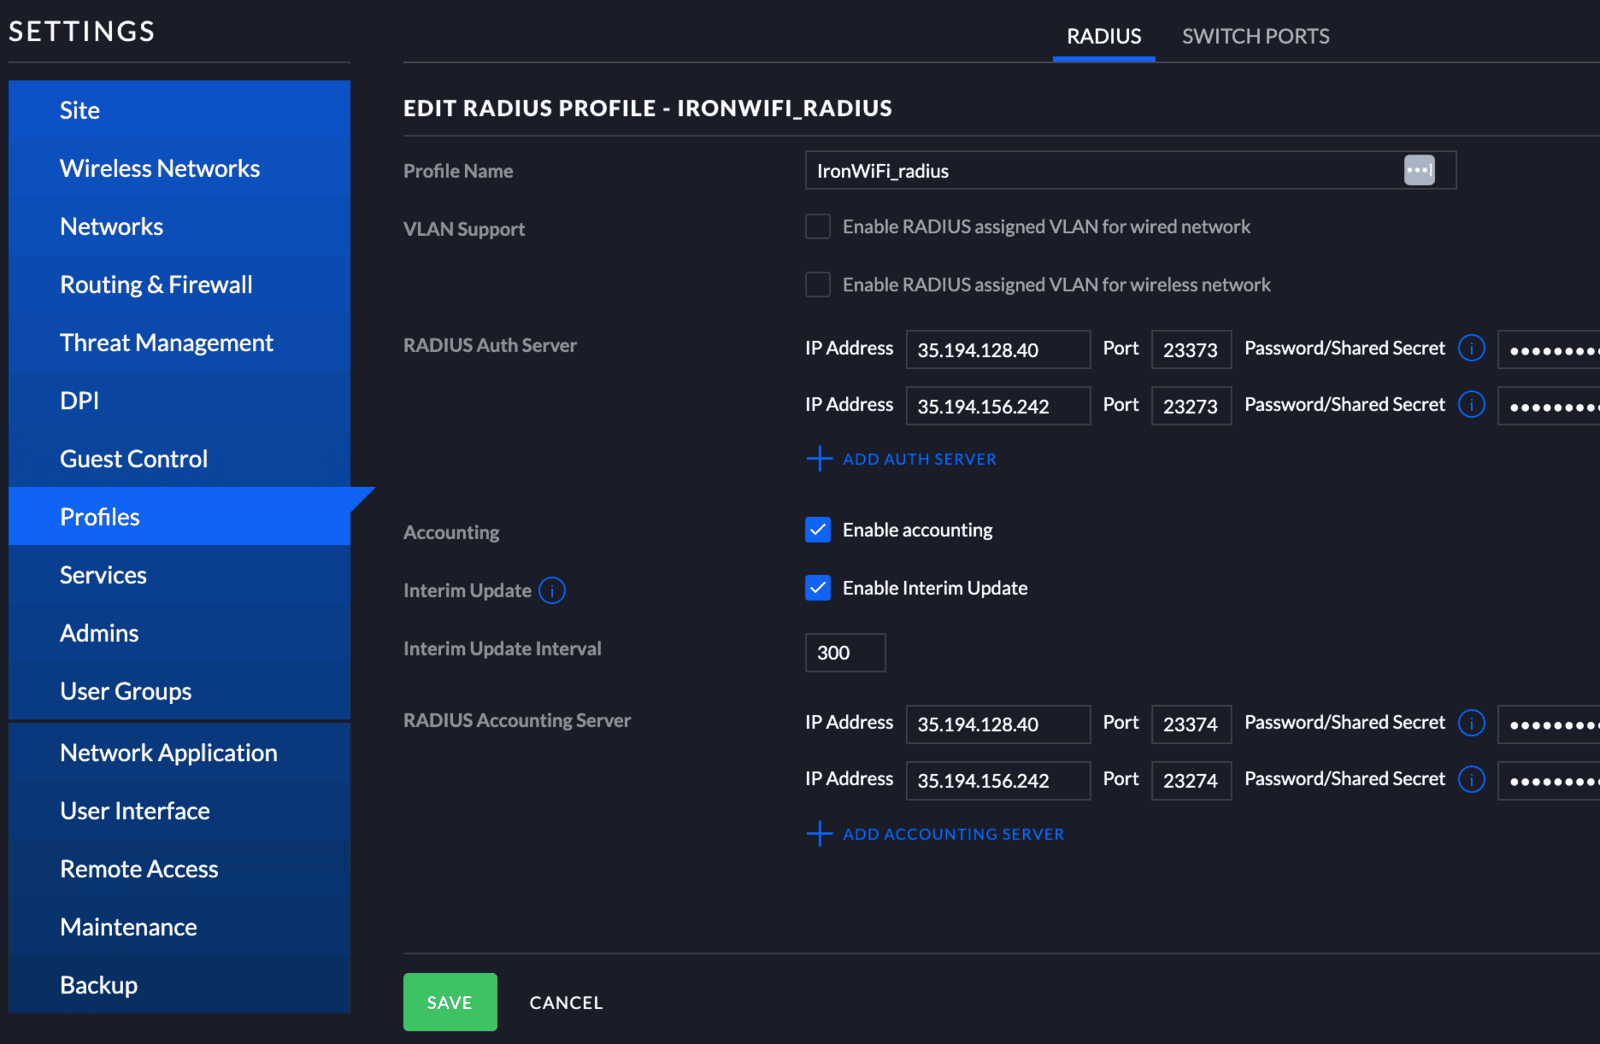 SETTINGS
RADIUS SWITCH PORTS
Site
Wireless Networks
Networks
Routing & Firewall
Threat Management
DPI
Guest Control
Profiles
Services
Admins
User Groups
Network Application
User Interface
Remote Access
Maintenance
Backup
EDIT RADIUS PROFILE - IRONWIFI_RADIUS
Profile Name IronWiFi_radius
VLAN Support Enable RADIUS assigned VLAN for wired network
Enable RADIUS assigned VLAN for wireless network
RADIUS Auth Server IP Address 35.194.128.40 Port 23373 Password/Shared Secret i •••••••••
IP Address 35.194.156.242 Port 23273 Password/Shared Secret i •••••••••
ADD AUTH SERVER
Accounting Enable accounting
Interim Update i Enable Interim Update
Interim Update Interval 300
RADIUS Accounting Server IP Address 35.194.128.40 Port 23374 Password/Shared Secret i •••••••••
IP Address 35.194.156.242 Port 23274 Password/Shared Secret i •••••••••
ADD ACCOUNTING SERVER
SAVE CANCEL